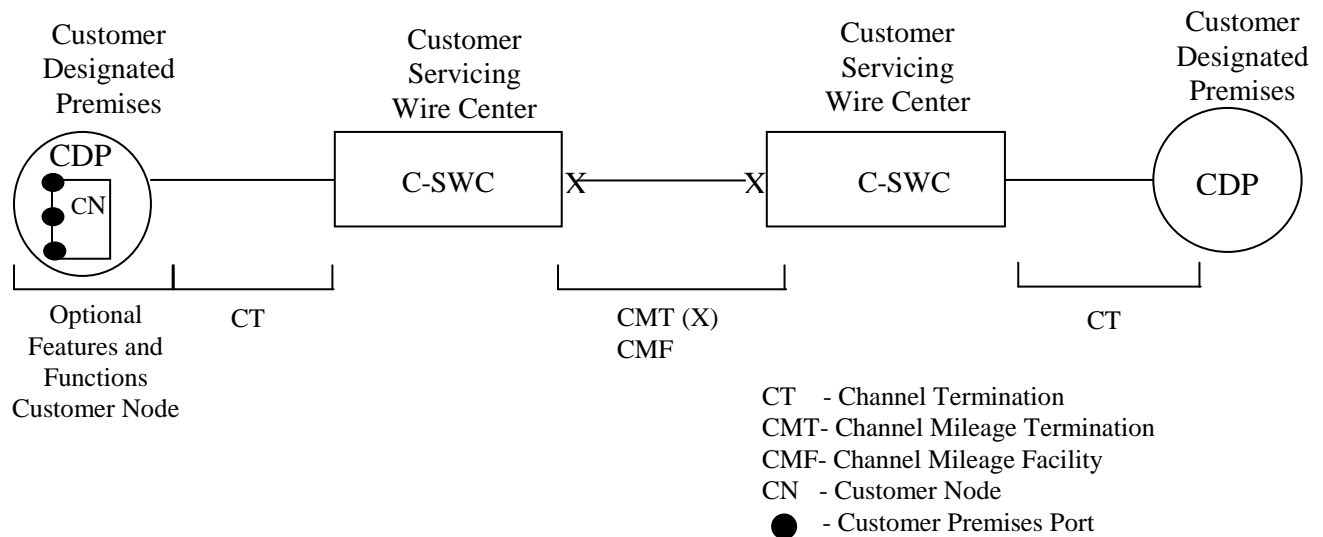 Customer
Designated
Premises
Customer
Servicing
Wire Center
Customer
Servicing
Wire Center
Customer
Designated
Premises
CDP
CN
C-SWC
X
X
C-SWC
CDP
Optional
Features and
Functions
Customer Node
CT
CMT (X)
CMF
CT
CT - Channel Termination
CMT- Channel Mileage Termination
CMF- Channel Mileage Facility
CN - Customer Node
- Customer Premises Port